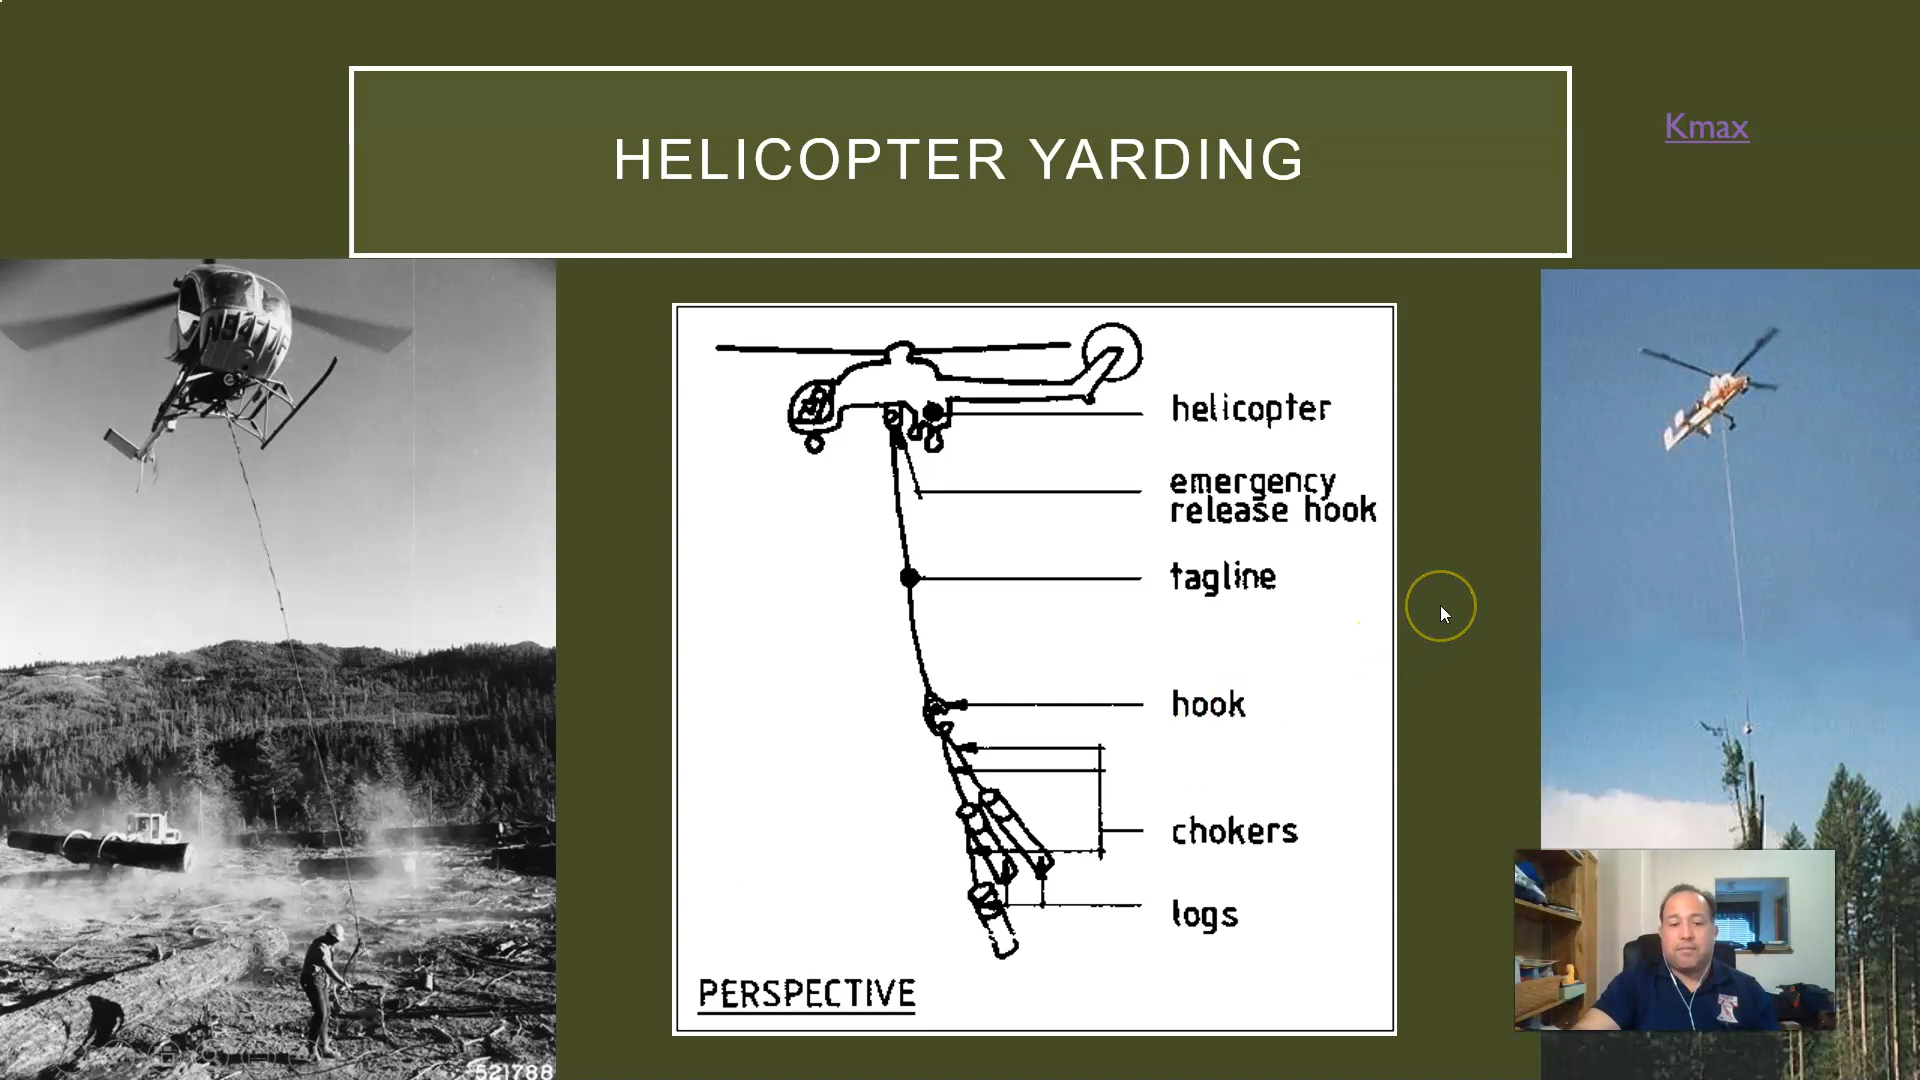 HELICOPTER YARDING
Kmax
helicopter
emergency
release hook
tagline
hook
chokers
logs
PERSPECTIVE
521788